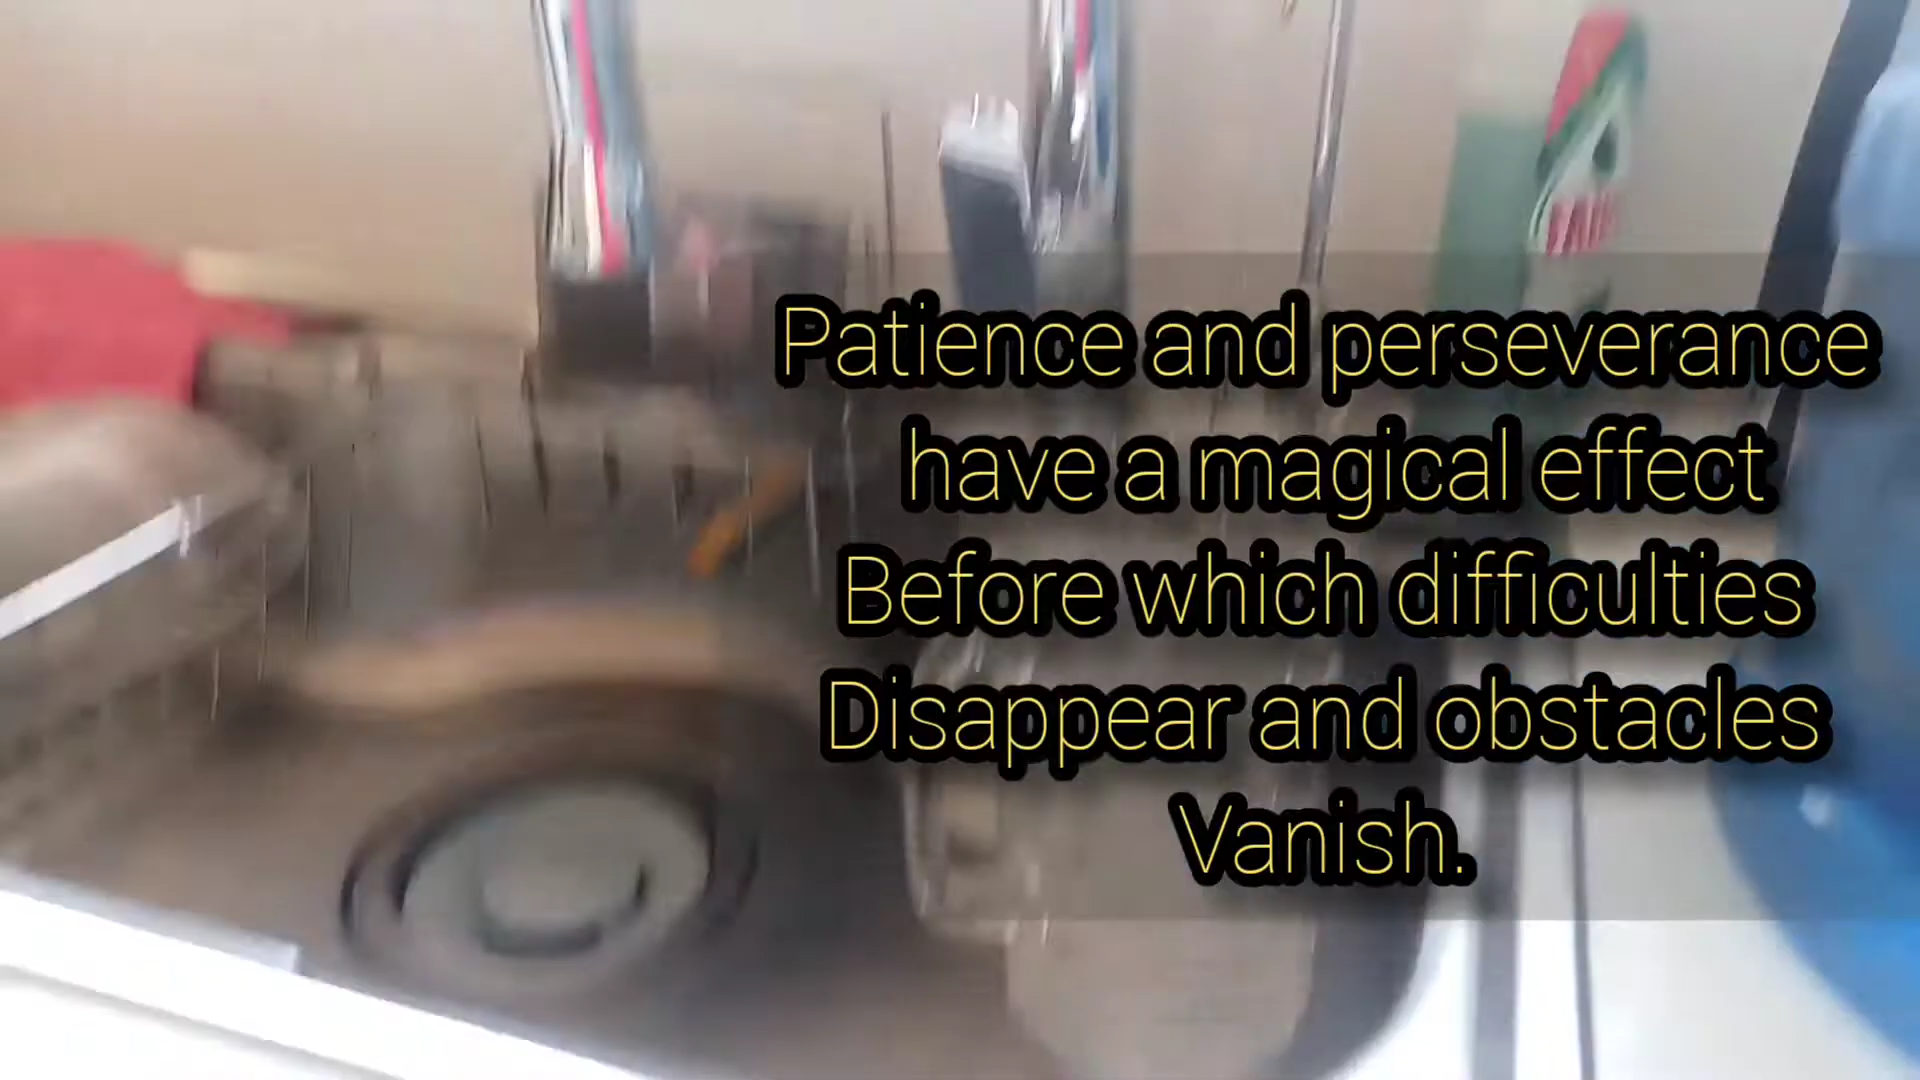 Patience and perseverance
have a magical effect
Before which difficulties
Disappear and obstacles
Vanish.